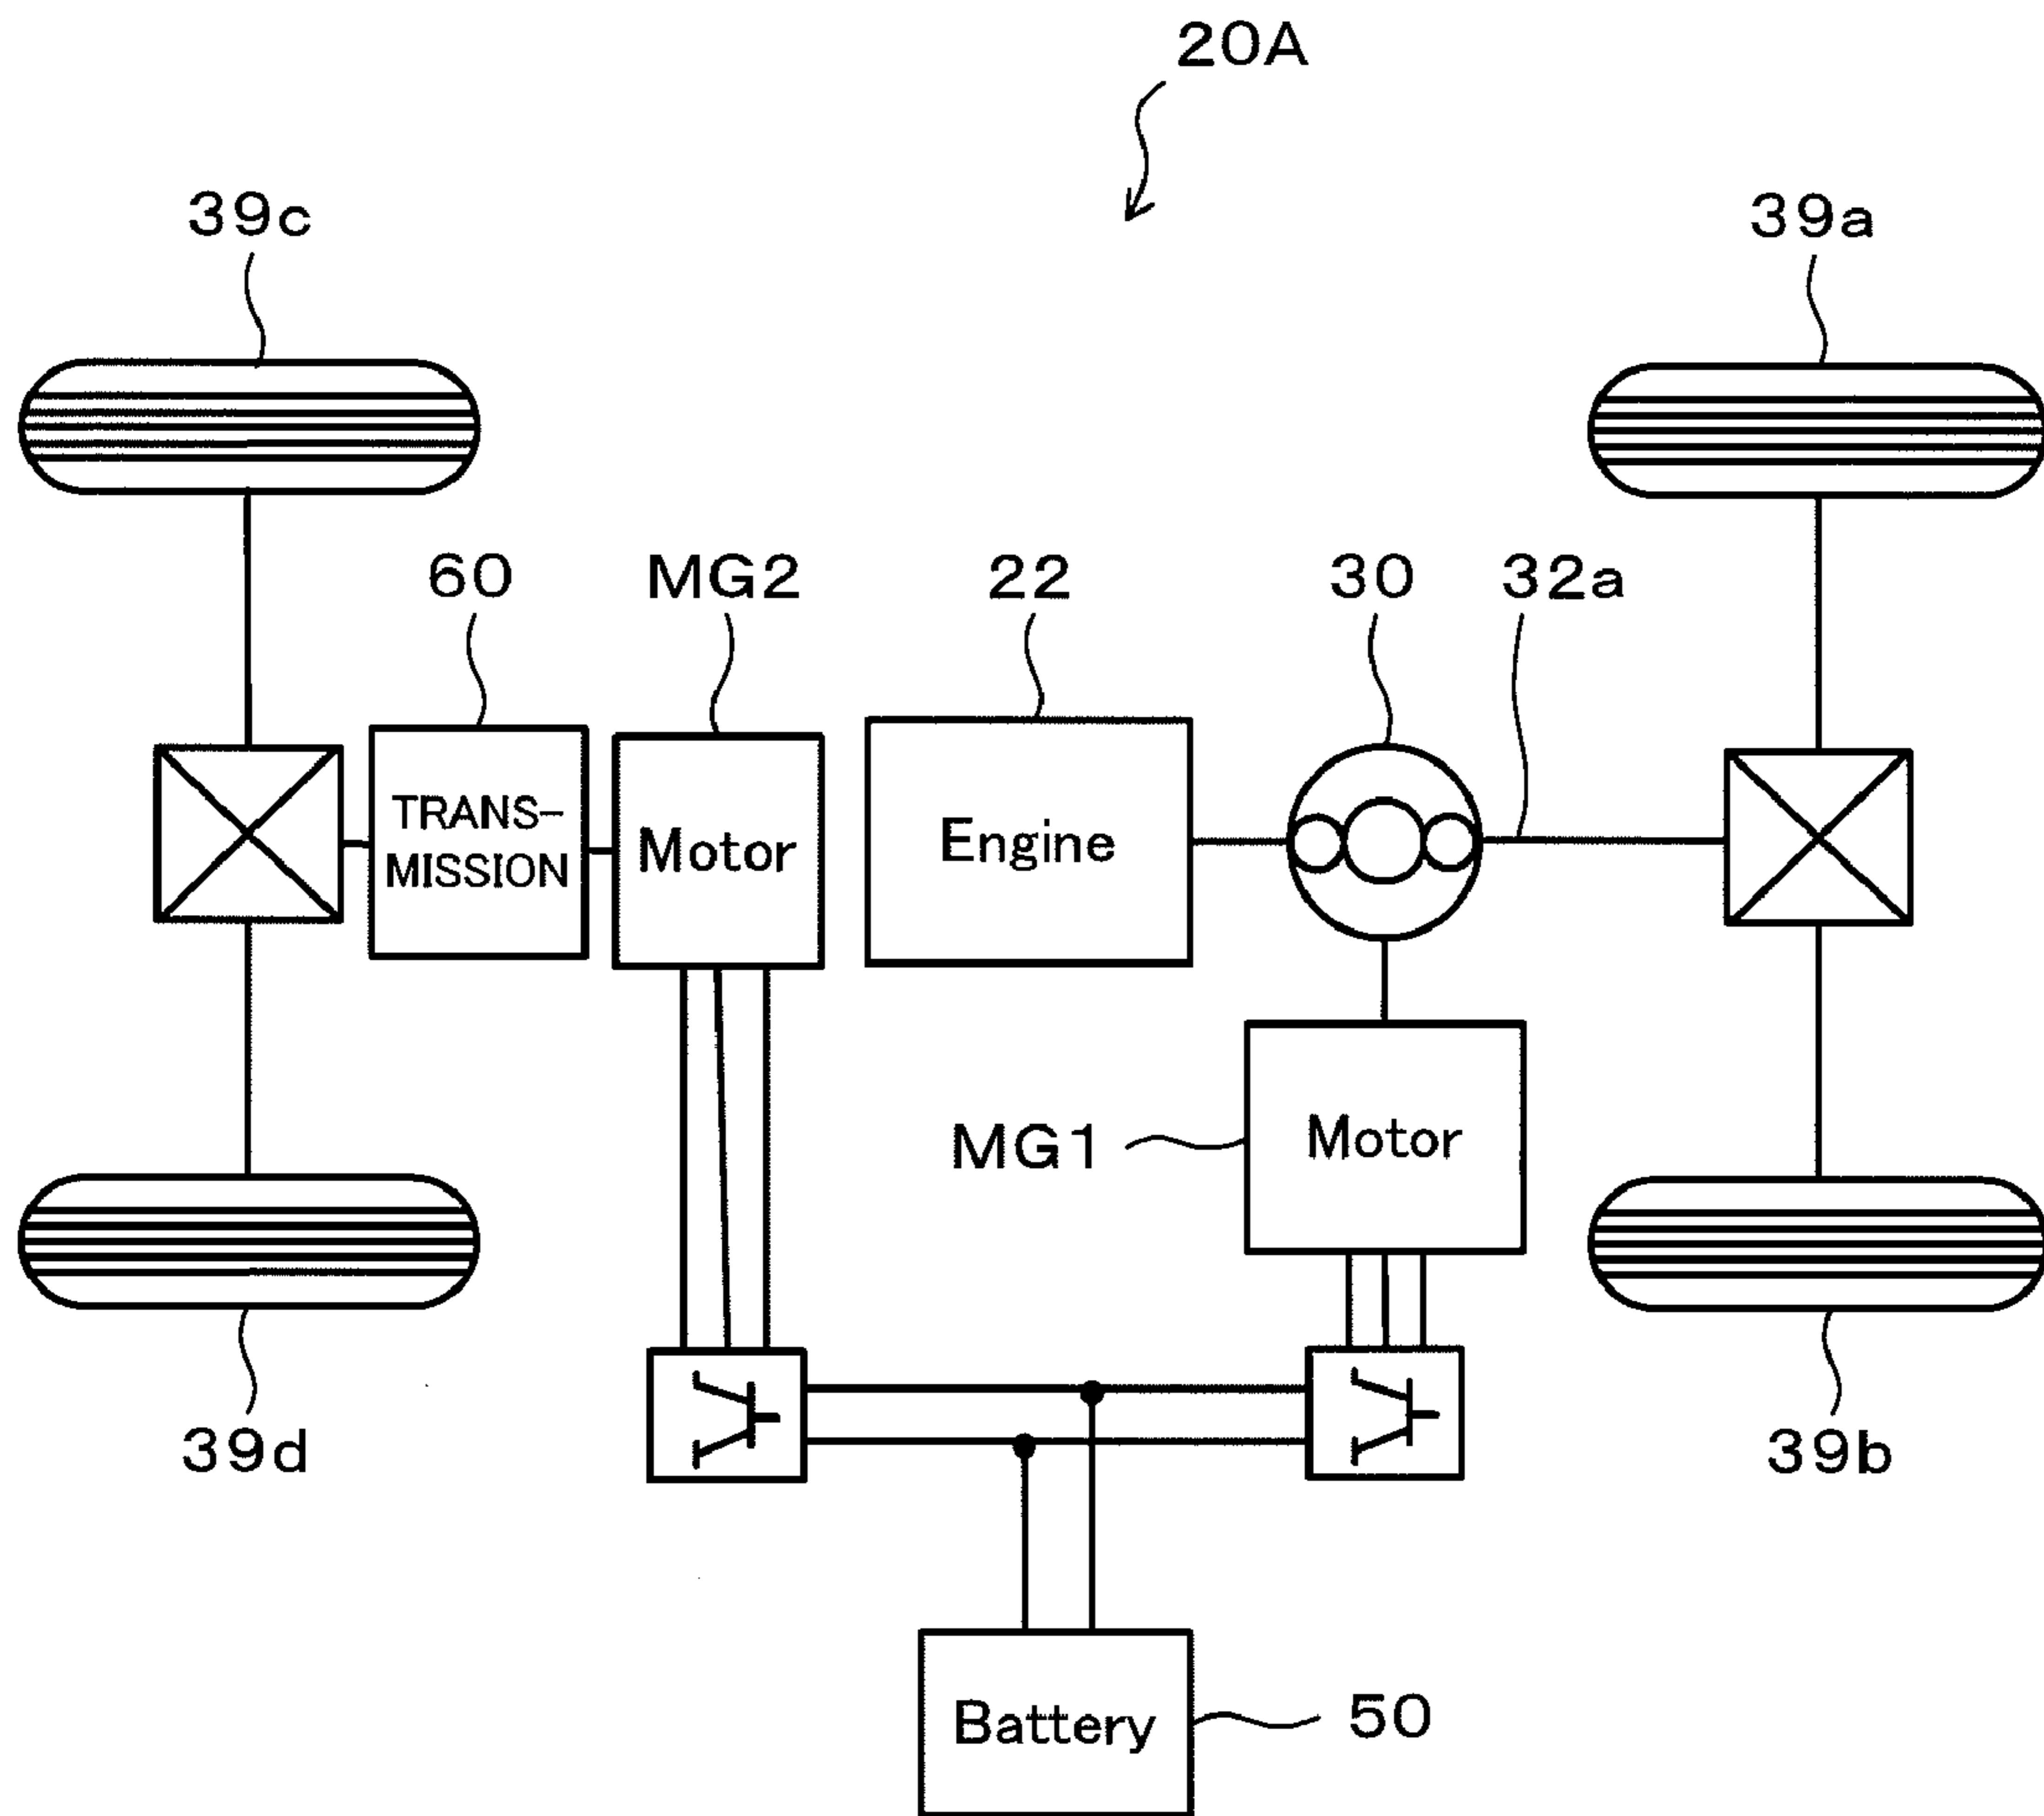 20A
39c
39a
60
MG2
22
30
32a
TRANS-
MISSION
Motor
Engine
MG1
Motor
39d
39b
Battery
50